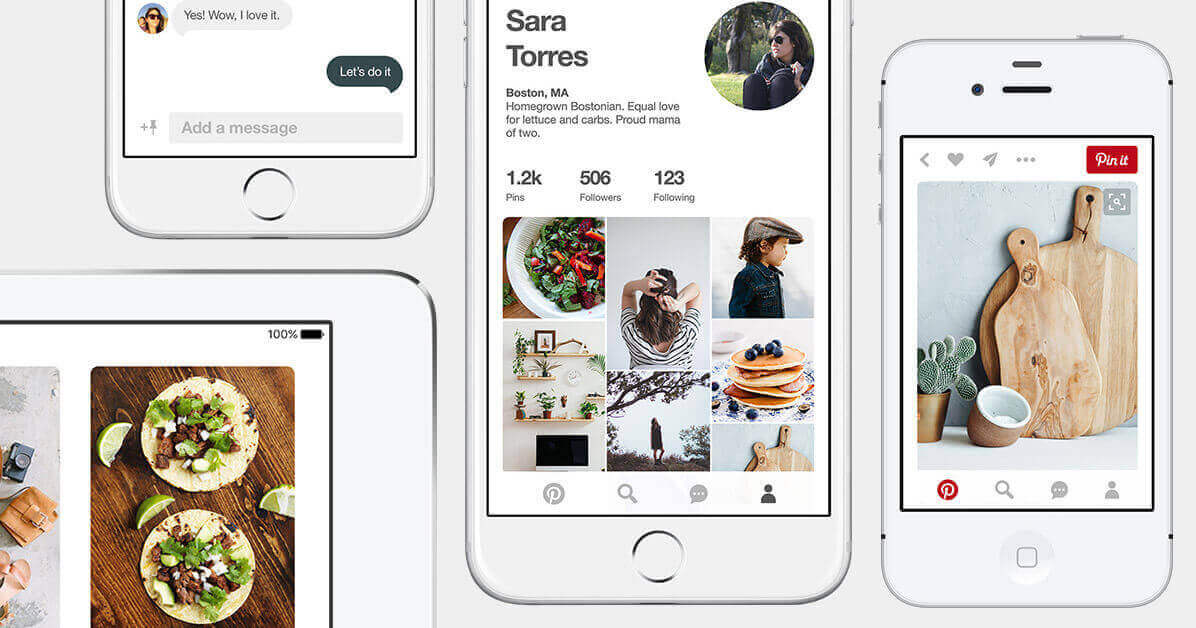 Yes! Wow, I love it.
Let's do it
Add a message
100%
Sara
Torres
Boston, MA
Homegrown Bostonian. Equal love
for lettuce and carbs. Proud mama
of two.
1.2k
506
123
Pins
Followers
Following
Pin it